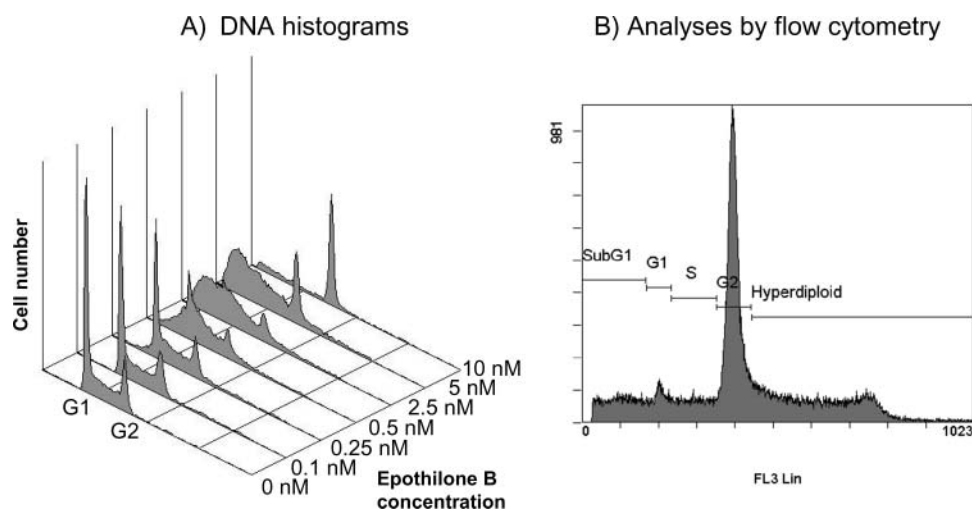 A) DNA histograms
Cell number
G1
G2
0 nM
0.1 nM
0.25 nM
0.5 nM
2.5 nM
5 nM
10 nM
Epothilone B
concentration
B) Analyses by flow cytometry
981
SubG1
G1
S
G2
Hyperdiploid
0
1023
FL3 Lin